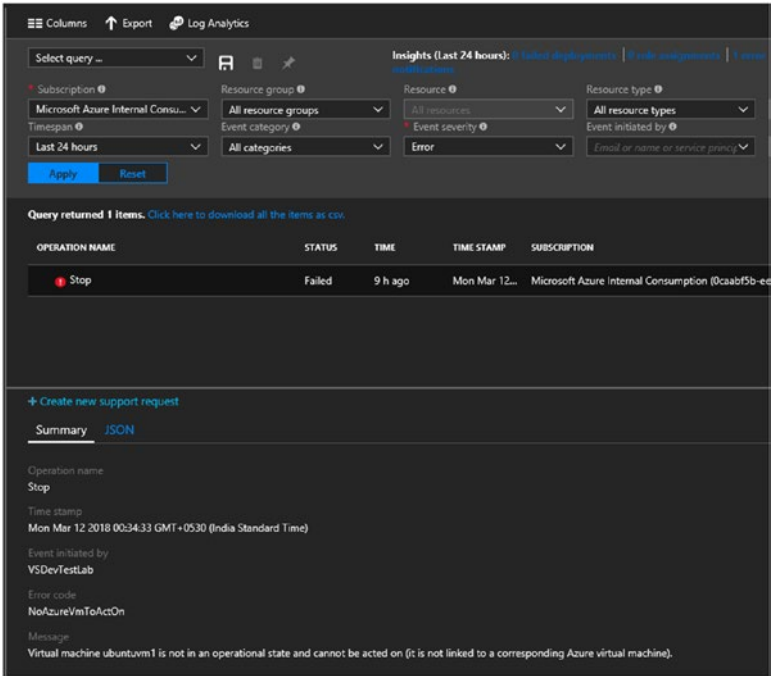 Columns Export Log Analytics
Select query ... Insights (Last 24 hours): 0 failed deployments | 0 role assignments |
notifications
* Subscription Resource group Resource Resource type
Microsoft Azure Internal Consu... All resource groups All resources All resource types
Timespan Event category * Event severity Event initiated by
Last 24 hours All categories Error Email or name or service princip
Apply Reset
Query returned 1 items. Click here to download all the items as csv.
OPERATION NAME STATUS TIME TIME STAMP SUBSCRIPTION
Stop Failed 9 h ago Mon Mar 12... Microsoft Azure Internal Consumption (0caabf5b-ee
+ Create new support request
Summary JSON
Operation name
Stop
Time stamp
Mon Mar 12 2018 00:34:33 GMT+0530 (India Standard Time)
Event initiated by
VSDevTestLab
Error code
NoAzureVmToActOn
Message
Virtual machine ubuntuvm1 is not in an operational state and cannot be acted on (it is not linked to a corresponding Azure virtual machine).